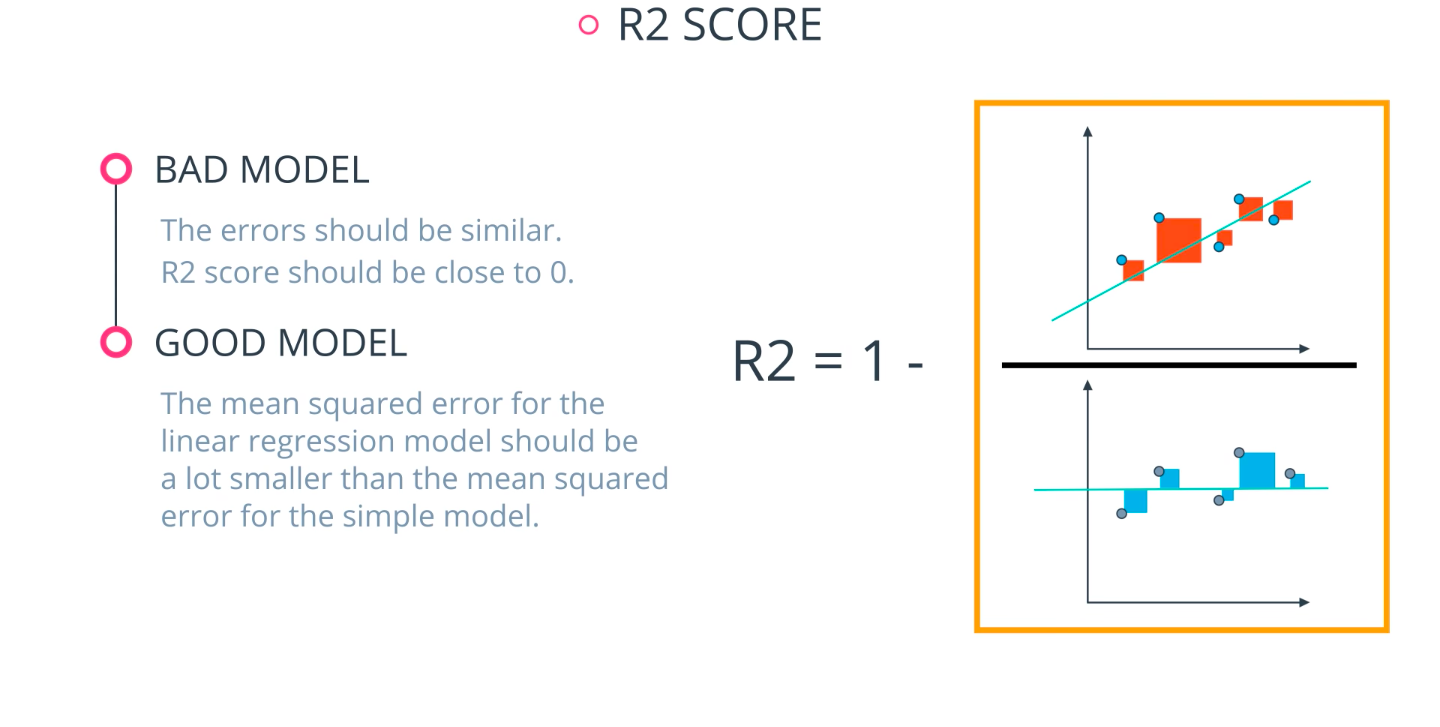 R2 SCORE
BAD MODEL
The errors should be similar.
R2 score should be close to 0.
GOOD MODEL
The mean squared error for the
linear regression model should be
a lot smaller than the mean squared
error for the simple model.
R2 = 1 -